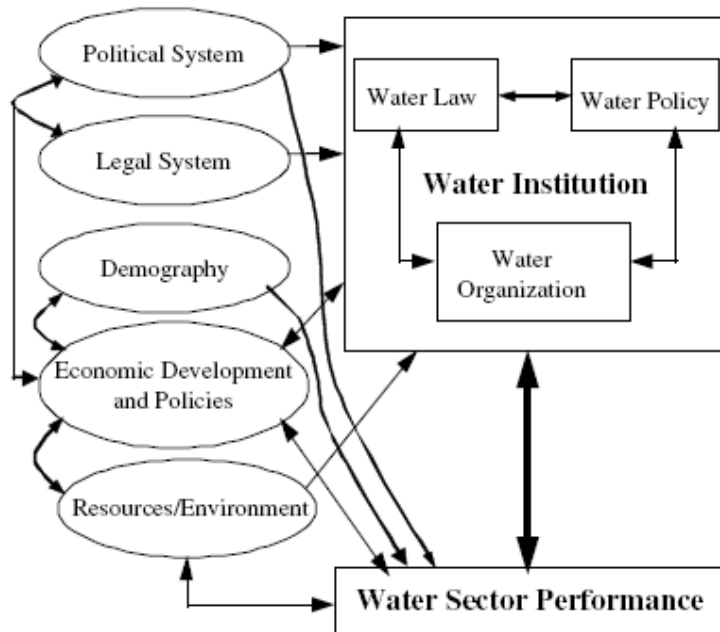 Political System
Legal System
Demography
Economic Development
and Policies
Resources/Environment
Water Law
Water Policy
Water Institution
Water
Organization
Water Sector Performance